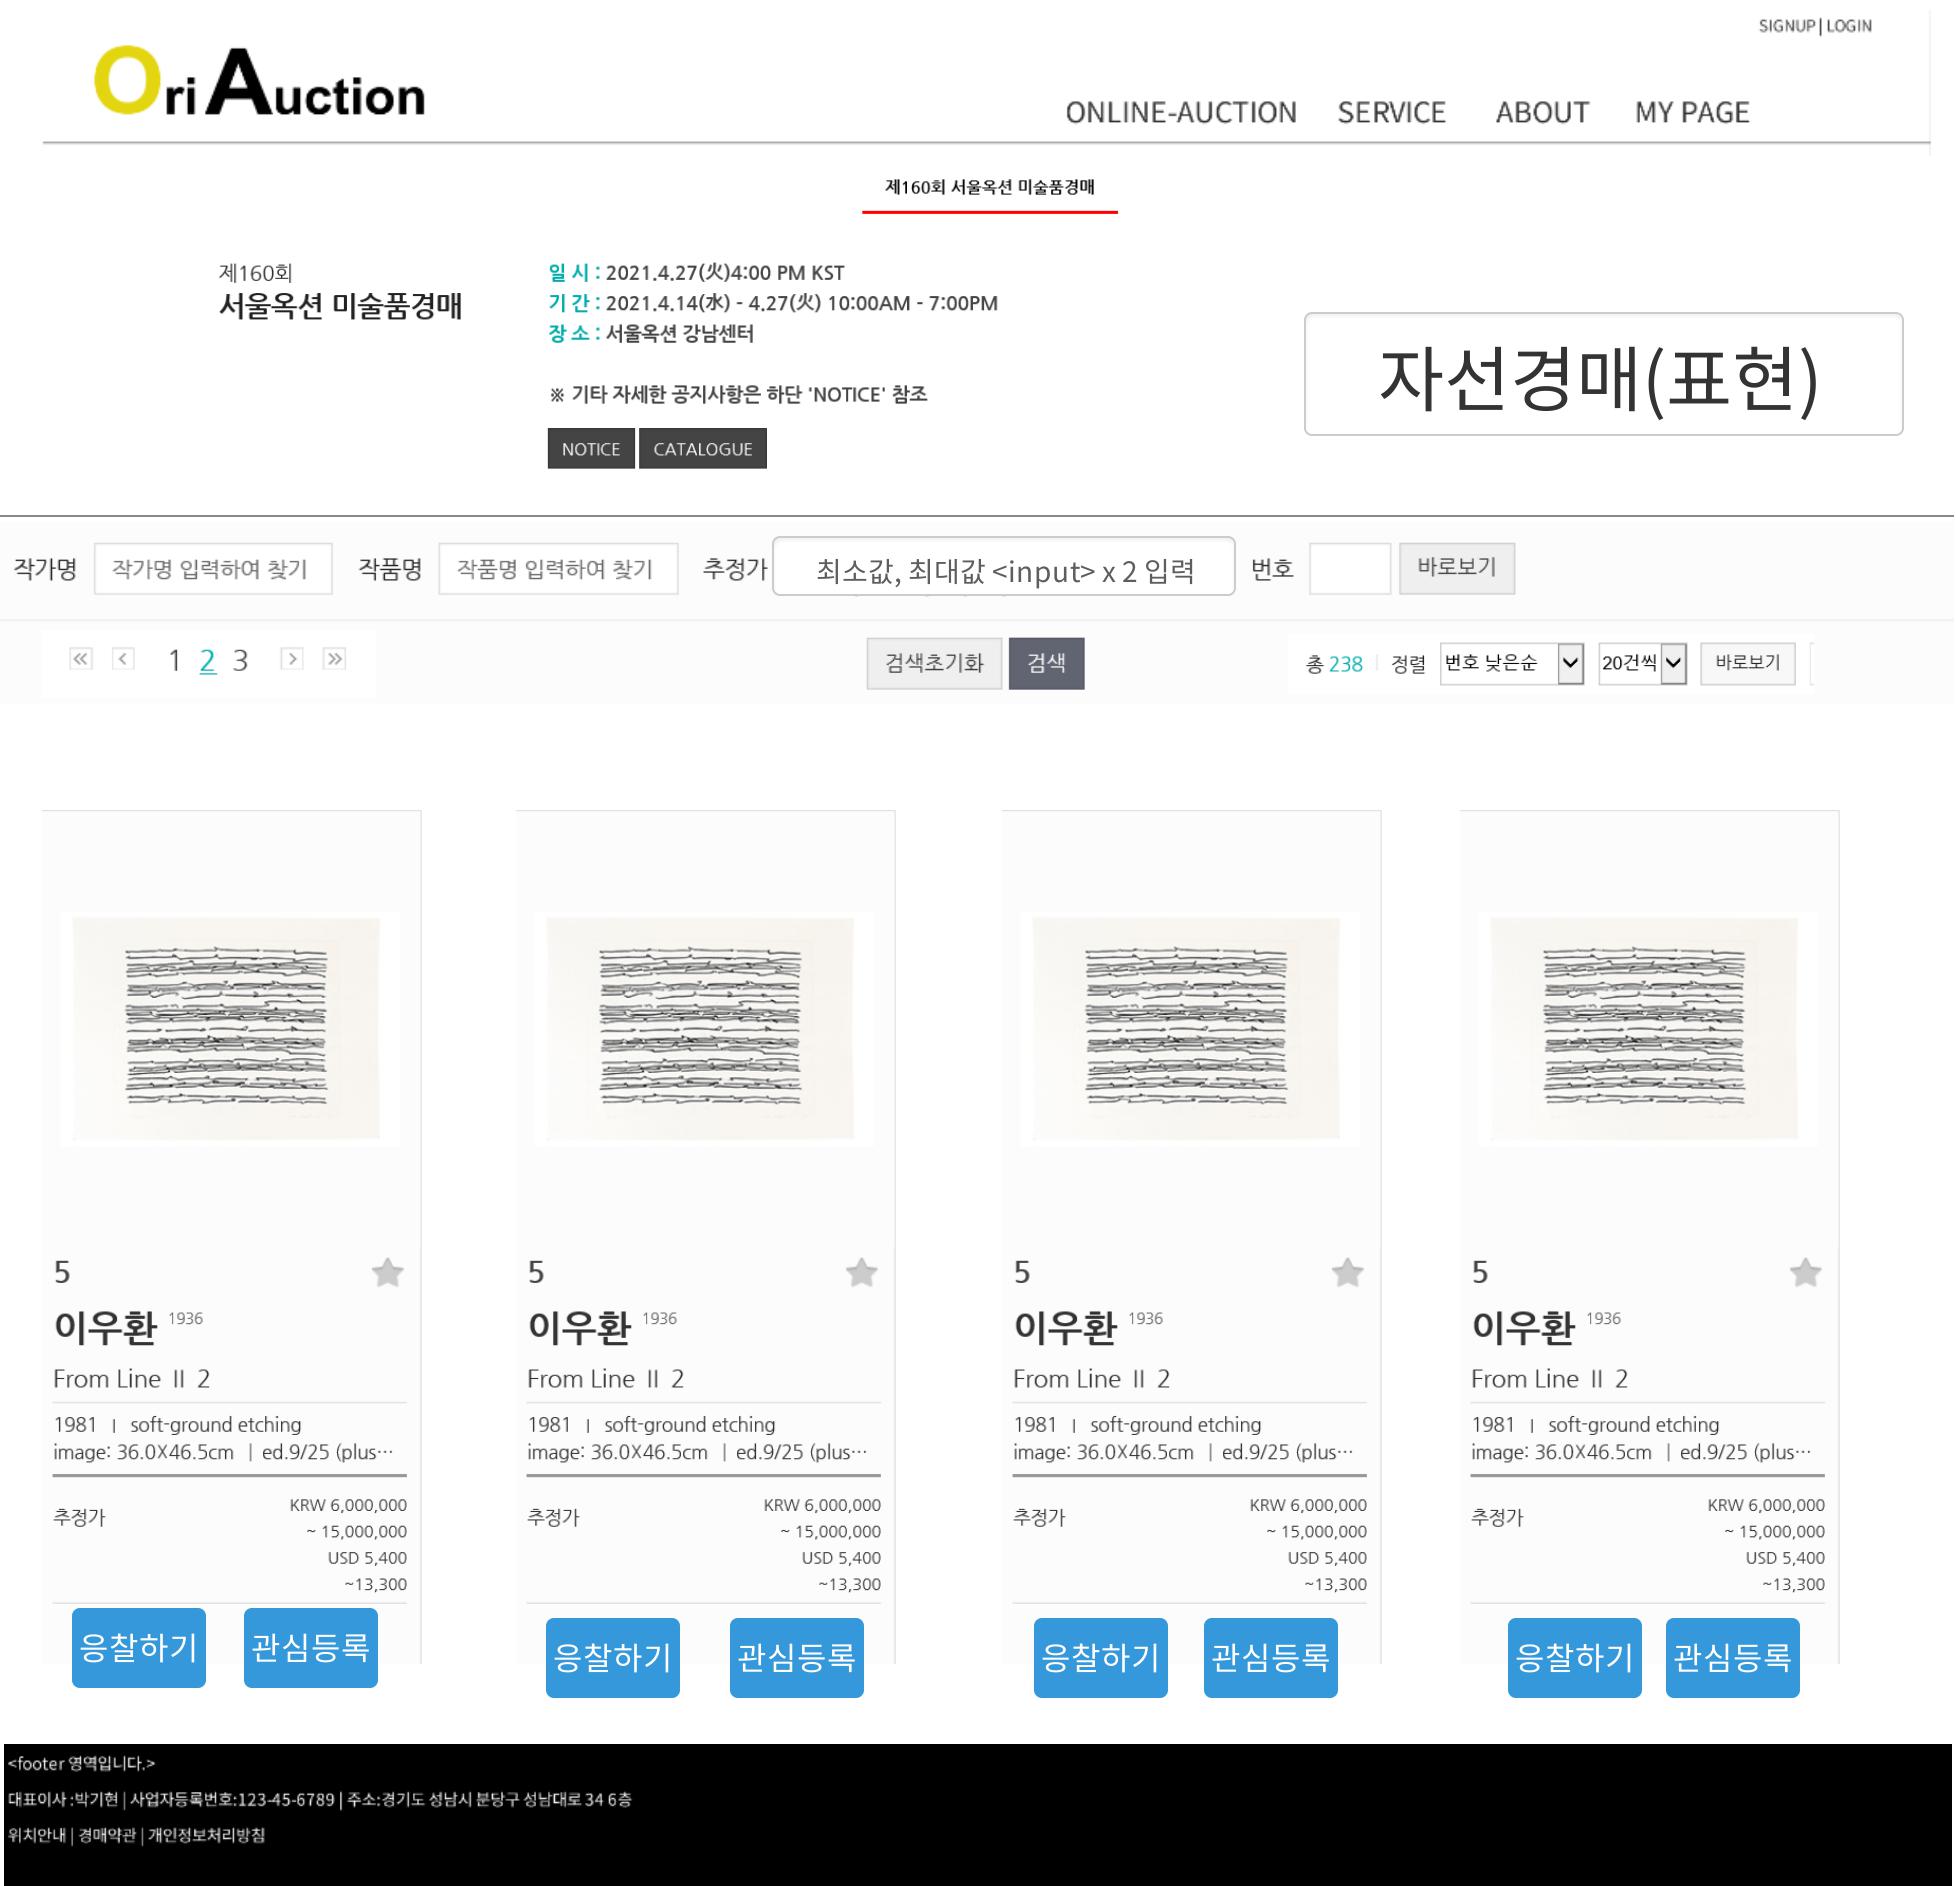 SIGNUP | LOGIN
Ori Auction
ONLINE-AUCTION SERVICE ABOUT MY PAGE
제160회 서울옥션 미술품경매
제160회
서울옥션 미술품경매
일 시 : 2021.4.27(火)4:00 PM KST
기 간 : 2021.4.14(水) - 4.27(火) 10:00AM - 7:00PM
장 소 : 서울옥션 강남센터
※ 기타 자세한 공지사항은 하단 'NOTICE' 참조
NOTICE CATALOGUE
자선경매(표현)
작가명 작가명 입력하여 찾기 작품명 작품명 입력하여 찾기 추정가 최소값, 최대값 <input> x 2 입력 번호 바로보기
« < 1 2 3 > » 검색초기화 검색 총 238 | 정렬 번호 낮은순 20건씩 바로보기
5
이우환 1936
From Line Ⅱ 2
1981 | soft-ground etching
image: 36.0X46.5cm | ed.9/25 (plus…
추정가 KRW 6,000,000
~ 15,000,000
USD 5,400
~13,300
응찰하기 관심등록
5
이우환 1936
From Line Ⅱ 2
1981 | soft-ground etching
image: 36.0X46.5cm | ed.9/25 (plus…
추정가 KRW 6,000,000
~ 15,000,000
USD 5,400
~13,300
응찰하기 관심등록
5
이우환 1936
From Line Ⅱ 2
1981 | soft-ground etching
image: 36.0X46.5cm | ed.9/25 (plus…
추정가 KRW 6,000,000
~ 15,000,000
USD 5,400
~13,300
응찰하기 관심등록
5
이우환 1936
From Line Ⅱ 2
1981 | soft-ground etching
image: 36.0X46.5cm | ed.9/25 (plus…
추정가 KRW 6,000,000
~ 15,000,000
USD 5,400
~13,300
응찰하기 관심등록
<footer 영역입니다.>
대표이사 :박기현 | 사업자등록번호:123-45-6789 | 주소:경기도 성남시 분당구 성남대로 34 6층
위치안내 | 경매약관 | 개인정보처리방침